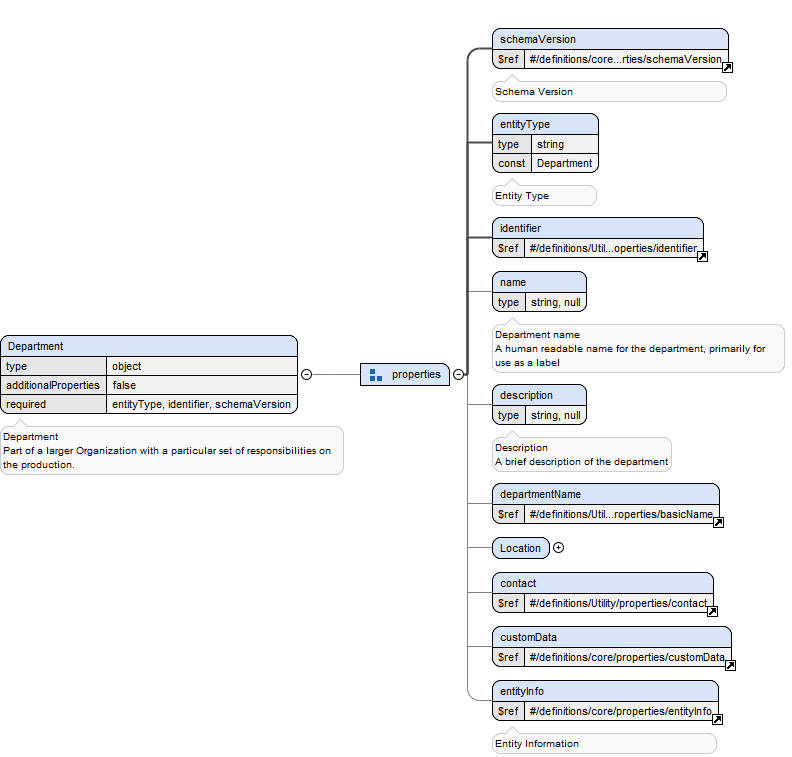 Department
type object
additionalProperties false
required entityType, identifier, schemaVersion
Department
Part of a larger Organization with a particular set of responsibilities on
the production.
properties
schemaVersion
$ref #/definitions/core...rties/schemaVersion
Schema Version
entityType
type string
const Department
Entity Type
identifier
$ref #/definitions/Util...operties/identifier
name
type string, null
Department name
A human readable name for the department, primarily for
use as a label
description
type string, null
Description
A brief description of the department
departmentName
$ref #/definitions/Util...roperties/basicName
Location
contact
$ref #/definitions/Utility/properties/contact
customData
$ref #/definitions/core/properties/customData
entityInfo
$ref #/definitions/core/properties/entityInfo
Entity Information